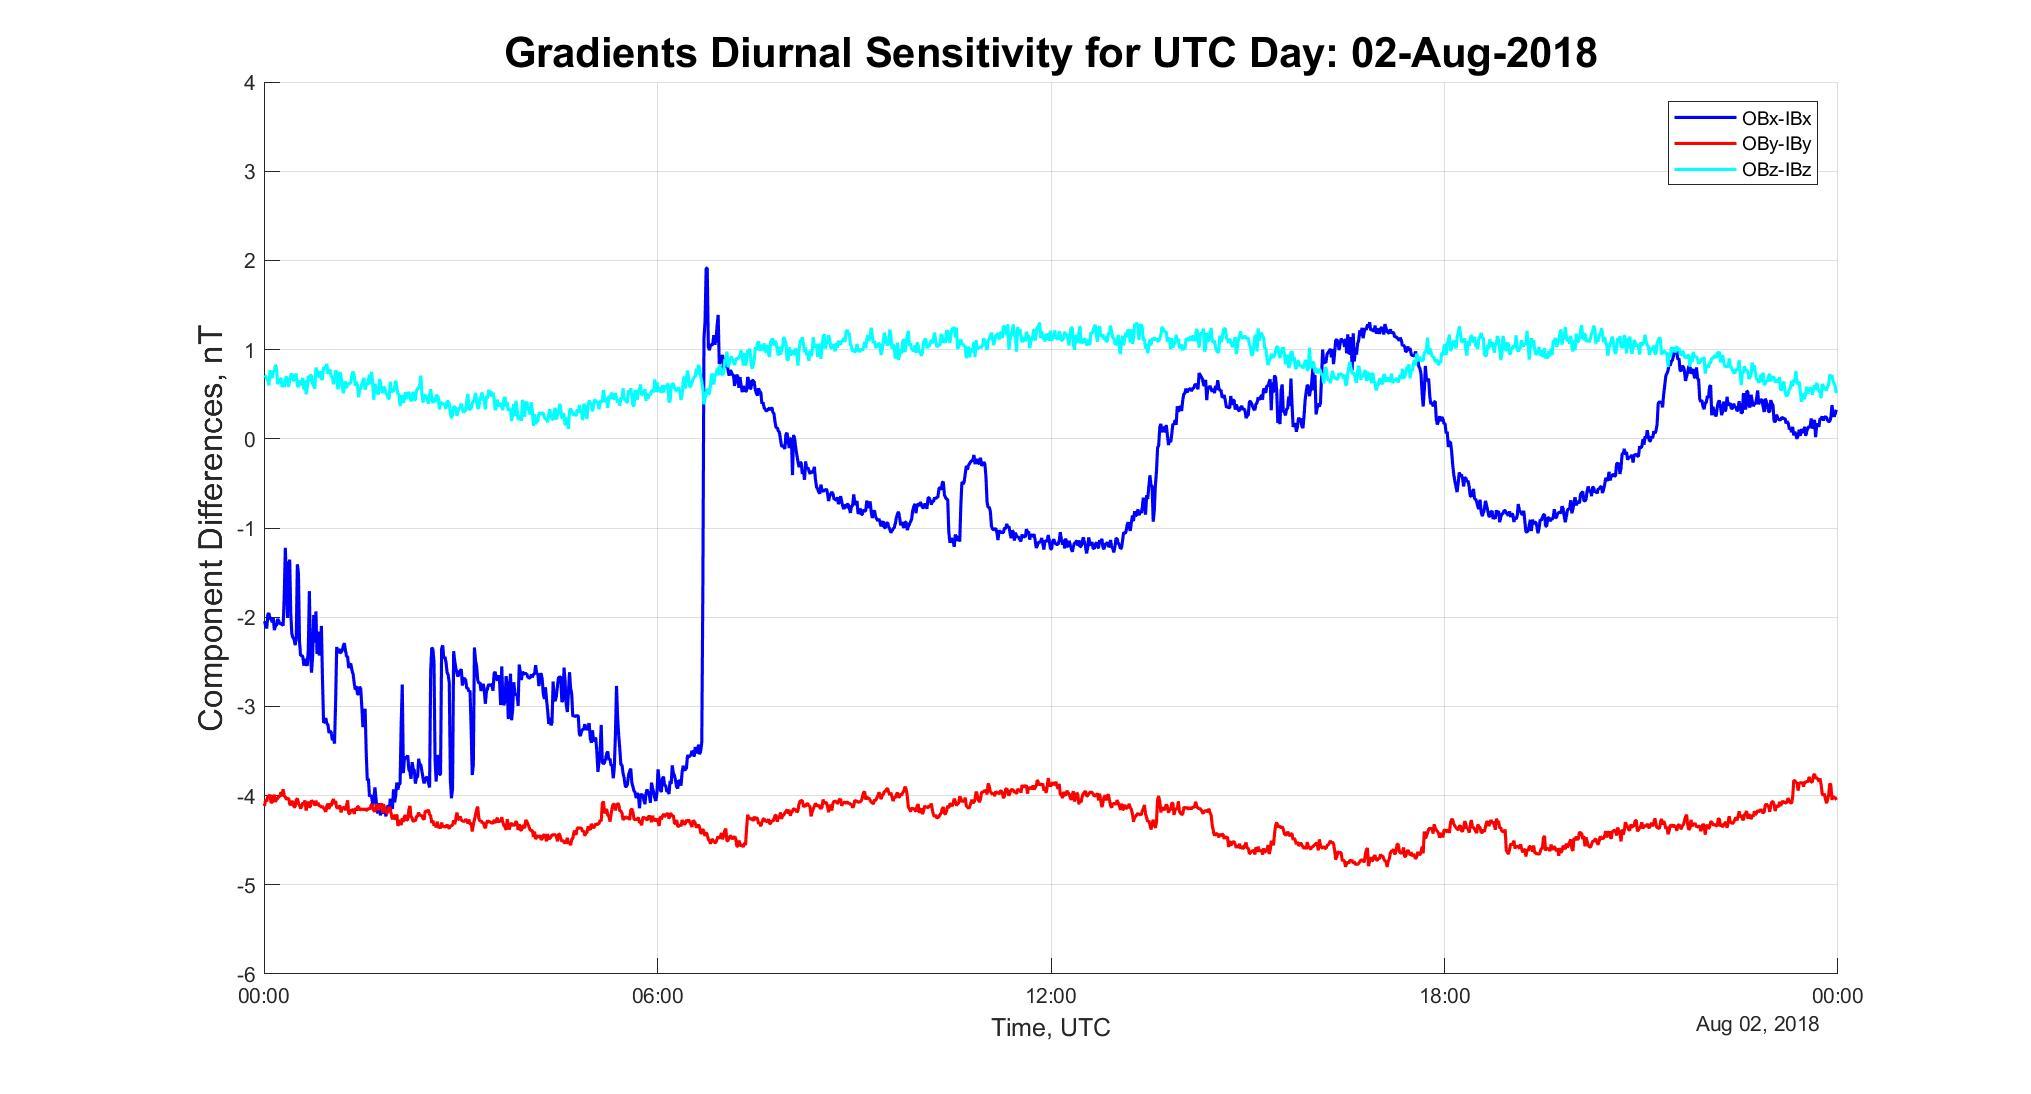 Gradients Diurnal Sensitivity for UTC Day: 02-Aug-2018
4
3
2
1
0
-1
-2
-3
-4
-5
-6
Component Differences, nT
OBx-IBx
OBy-IBy
OBz-IBz
00:00 06:00 12:00 18:00 00:00
Time, UTC
Aug 02, 2018